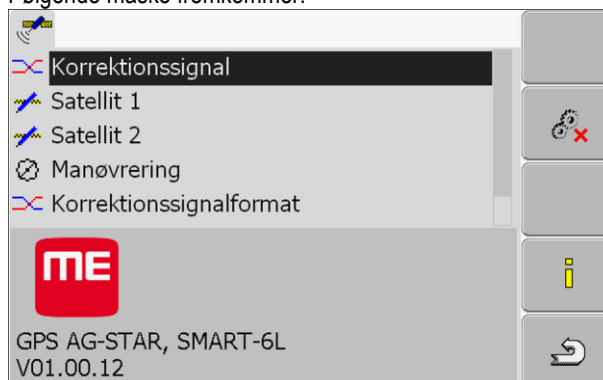 Følgende maske fremkommer:
Korrektionssignal
Satellit 1
Satellit 2
Manøvrering
Korrektionssignalformat
ME
GPS AG-STAR, SMART-6L
V01.00.12